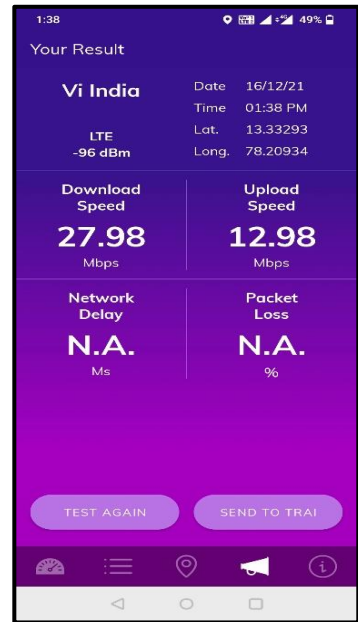 1:38
49%
Your Result
Vi India
LTE
-96 dBm
Date 16/12/21
Time 01:38 PM
Lat. 13.33293
Long. 78.20934
Download
Speed
27.98
Mbps
Upload
Speed
12.98
Mbps
Network
Delay
N.A.
Ms
Packet
Loss
N.A.
%
TEST AGAIN
SEND TO TRAI